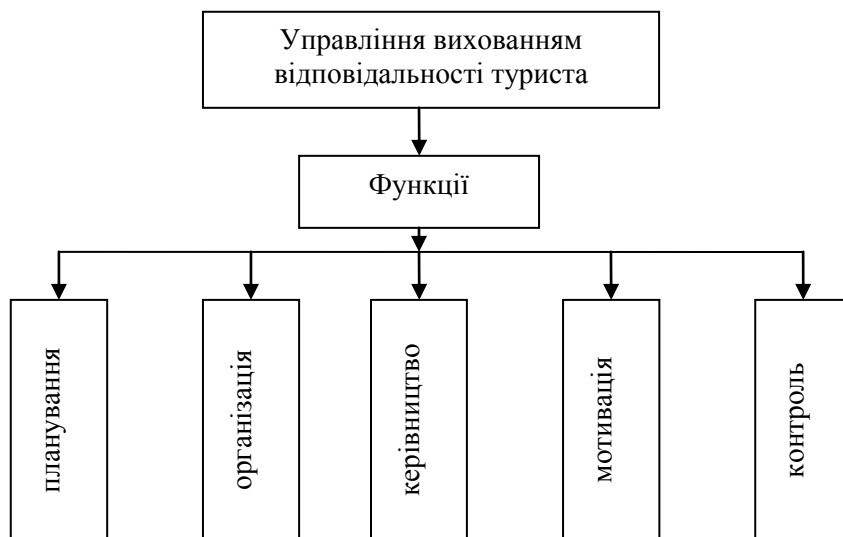 Управління вихованням
відповідальності туриста
Функції
планування
організація
керівництво
мотивація
контроль